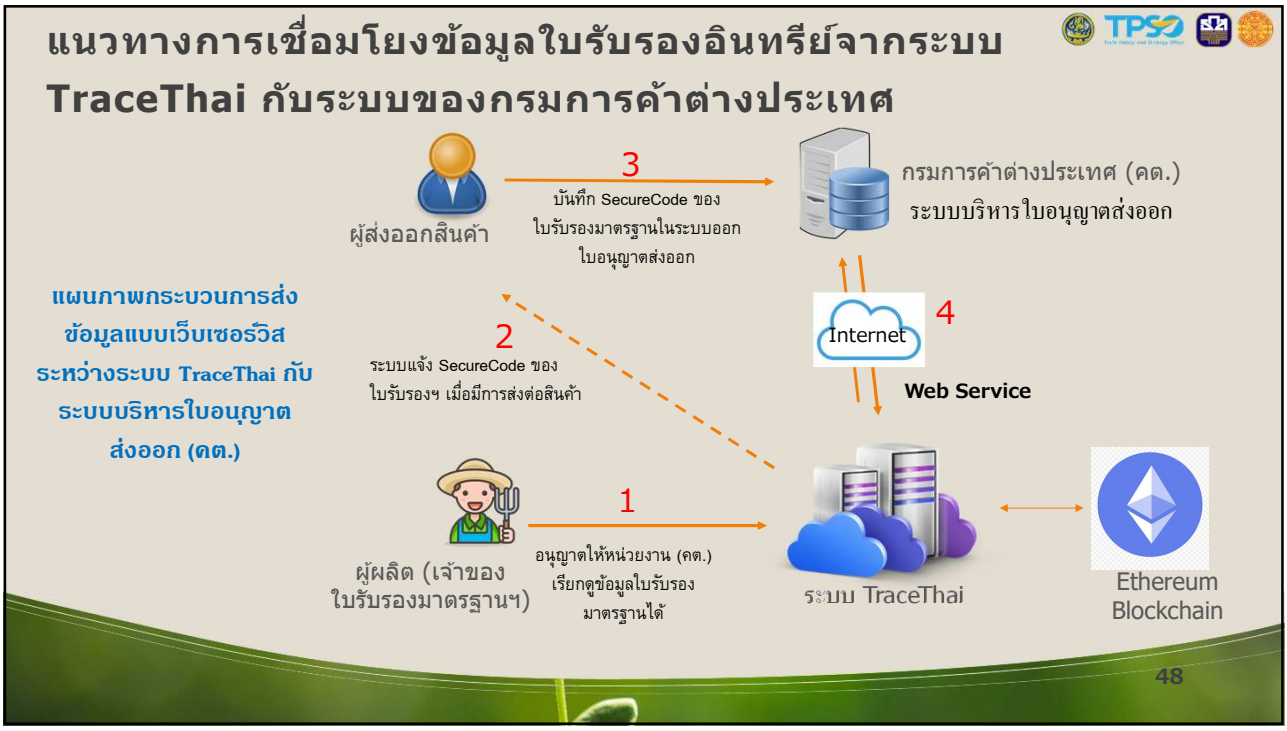 แนวทางการเชื่อมโยงข้อมูลใบรับรองอินทรีย์จากระบบ
TraceThai กับระบบของกรมการค้าต่างประเทศ
TPSO
Trade Policy and Strategy Office
3
บันทึก SecureCode ของ
ใบรับรองมาตรฐานในระบบออก
ใบอนุญาตส่งออก
ผู้ส่งออกสินค้า
กรมการค้าต่างประเทศ (คต.)
ระบบบริหารใบอนุญาตส่งออก
แผนภาพกระบวนการส่ง
ข้อมูลแบบเว็บเซอร์วิส
ระหว่างระบบ TraceThai กับ
ระบบบริหารใบอนุญาต
ส่งออก (คต.)
2
ระบบแจ้ง SecureCode ของ
ใบรับรองฯ เมื่อมีการส่งต่อสินค้า
4
Internet
Web Service
1
อนุญาตให้หน่วยงาน (คต.)
เรียกดูข้อมูลใบรับรอง
มาตรฐานได้
ผู้ผลิต (เจ้าของ
ใบรับรองมาตรฐานฯ)
ระบบ TraceThai
Ethereum
Blockchain
48